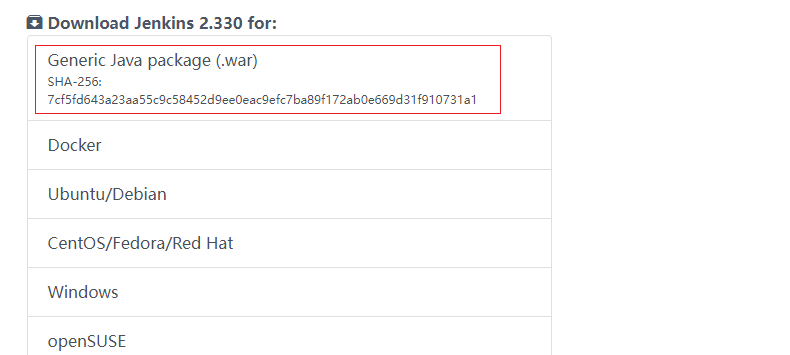 Download Jenkins 2.330 for:
Generic Java package (.war)
SHA-256:
7cf5fd643a23aa55c9c58452d9ee0eac9efc7ba89f172ab0e669d31f910731a1
Docker
Ubuntu/Debian
CentOS/Fedora/Red Hat
Windows
openSUSE